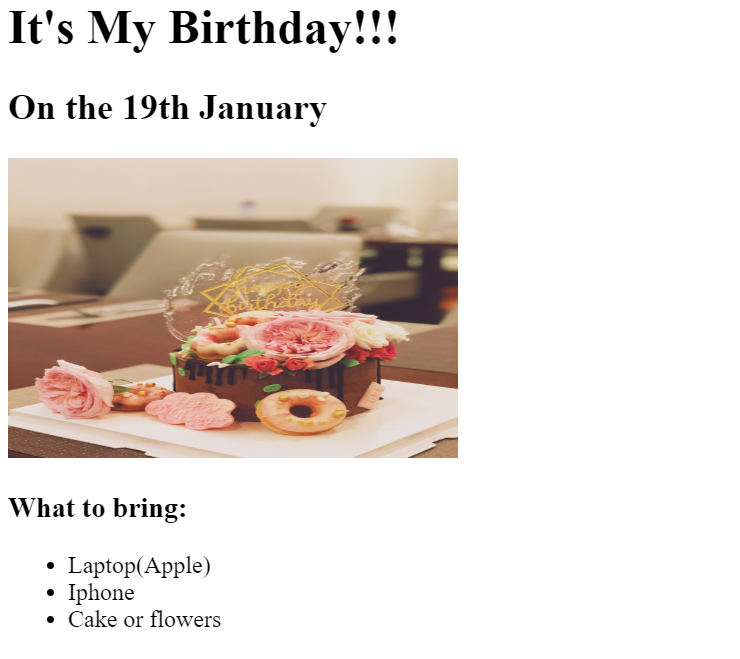 It's My Birthday!!!
On the 19th January
happy
birthday
What to bring:
Laptop(Apple)
Iphone
Cake or flowers